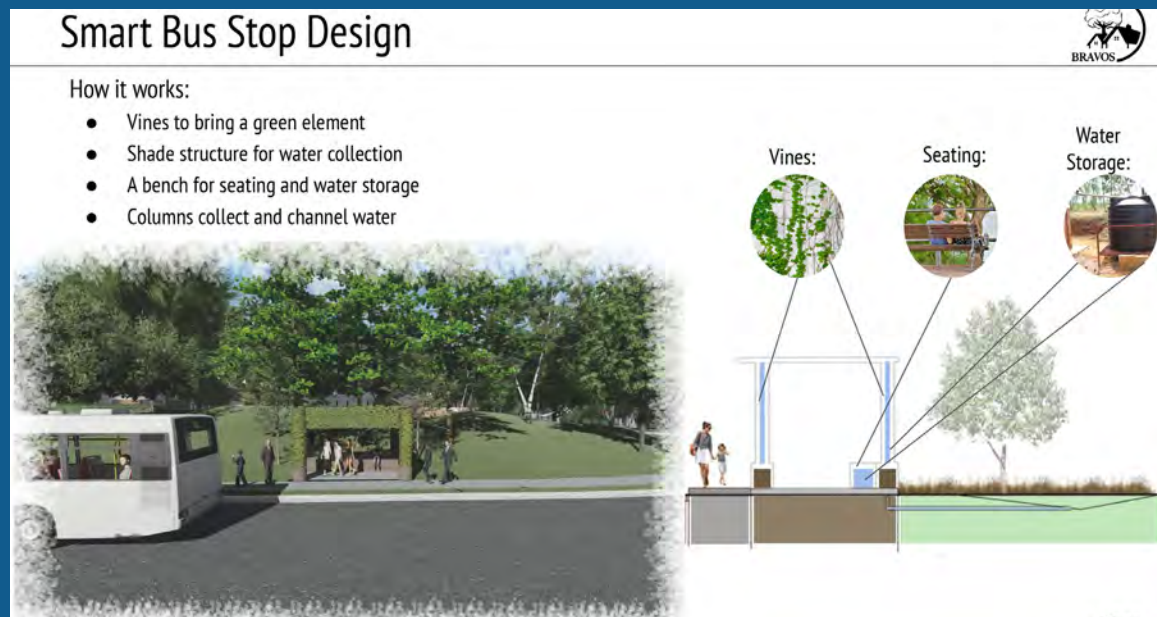 Smart Bus Stop Design
BRAVOS
How it works:
● Vines to bring a green element
● Shade structure for water collection
● A bench for seating and water storage
● Columns collect and channel water
Vines:
Seating:
Water
Storage: